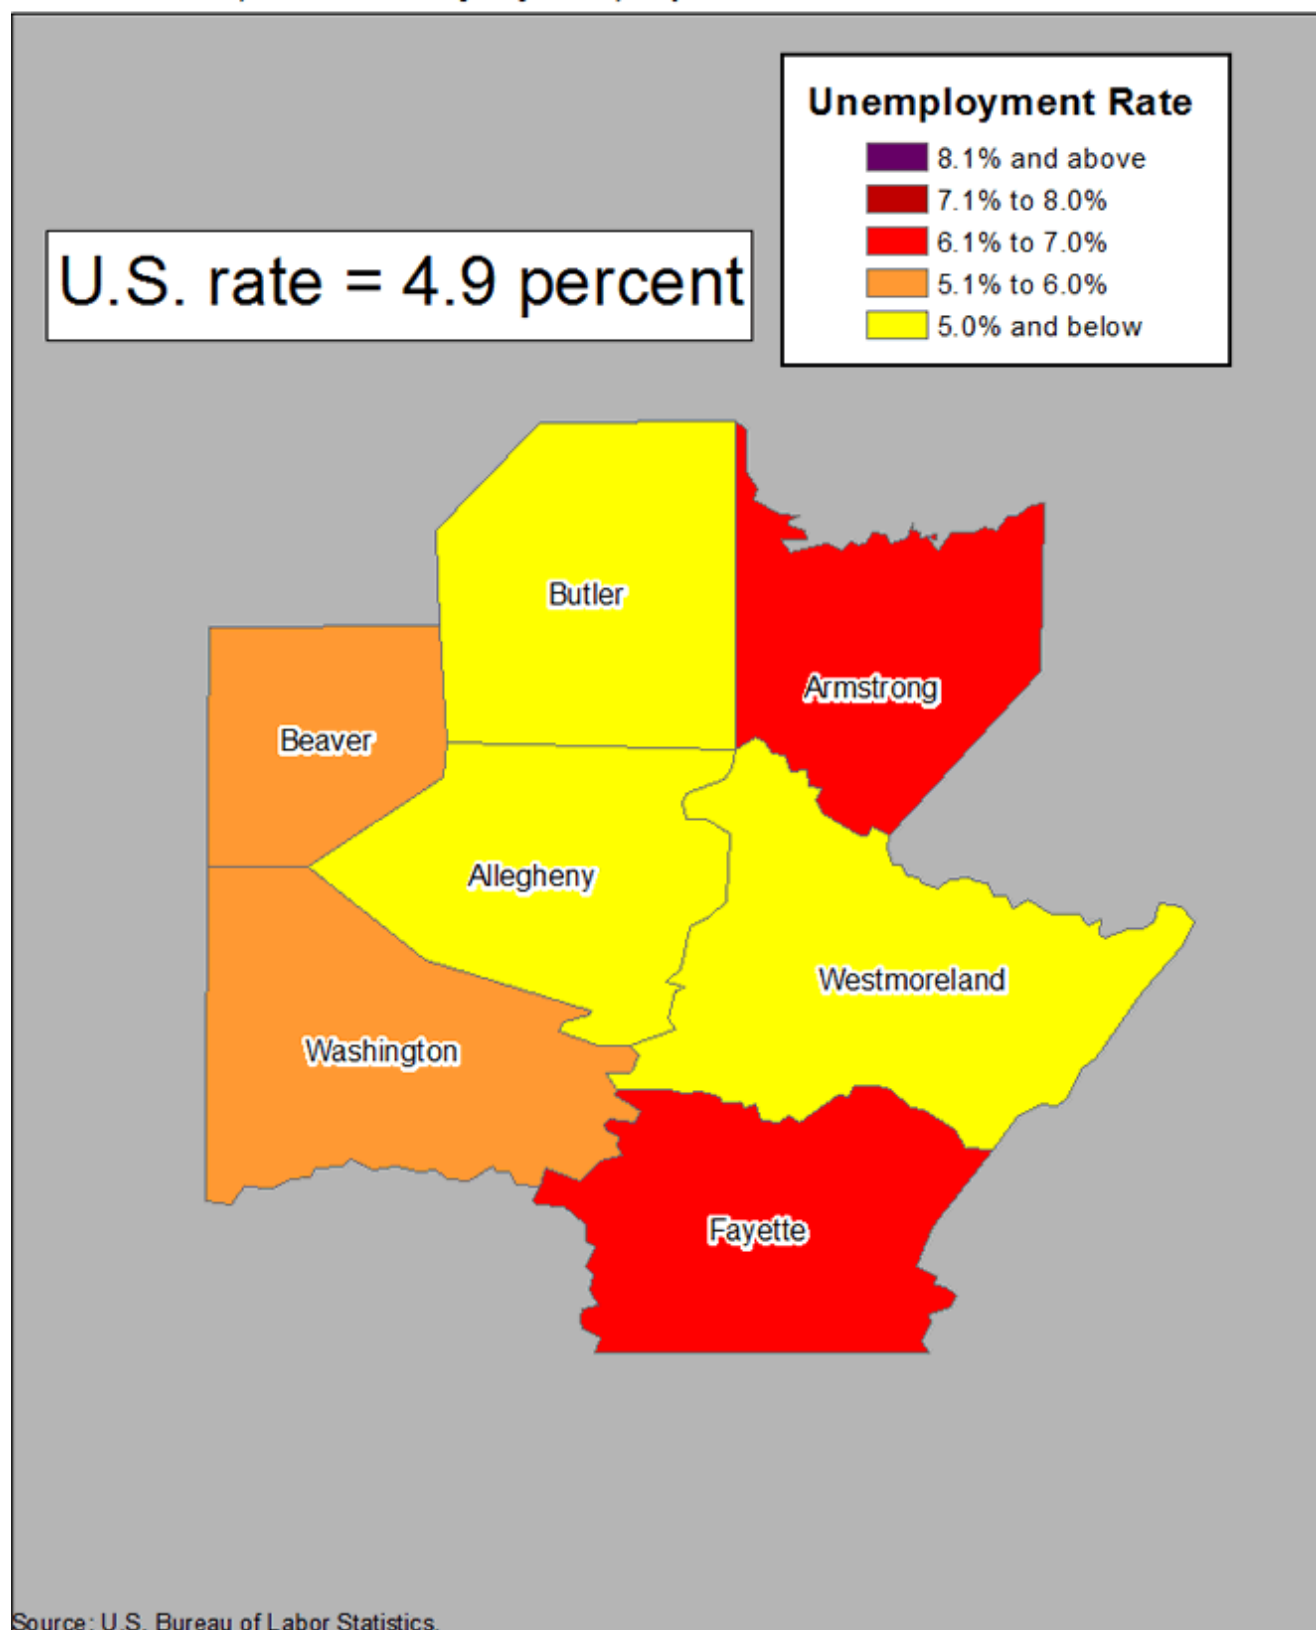 Unemployment Rate
8.1% and above
7.1% to 8.0%
6.1% to 7.0%
5.1% to 6.0%
5.0% and below
U.S. rate = 4.9 percent
Butler
Armstrong
Beaver
Allegheny
Westmoreland
Washington
Fayette
Source: U.S. Bureau of Labor Statistics.